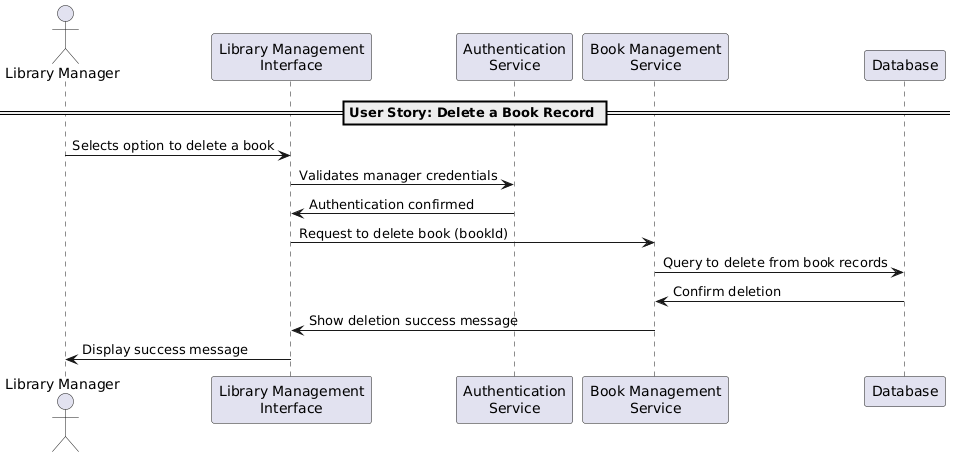 Library Manager
Library Management
Interface
Authentication
Service
Book Management
Service
Database
User Story: Delete a Book Record
Selects option to delete a book
Validates manager credentials
Authentication confirmed
Request to delete book (bookId)
Query to delete from book records
Confirm deletion
Show deletion success message
Display success message
Library Manager
Library Management
Interface
Authentication
Service
Book Management
Service
Database